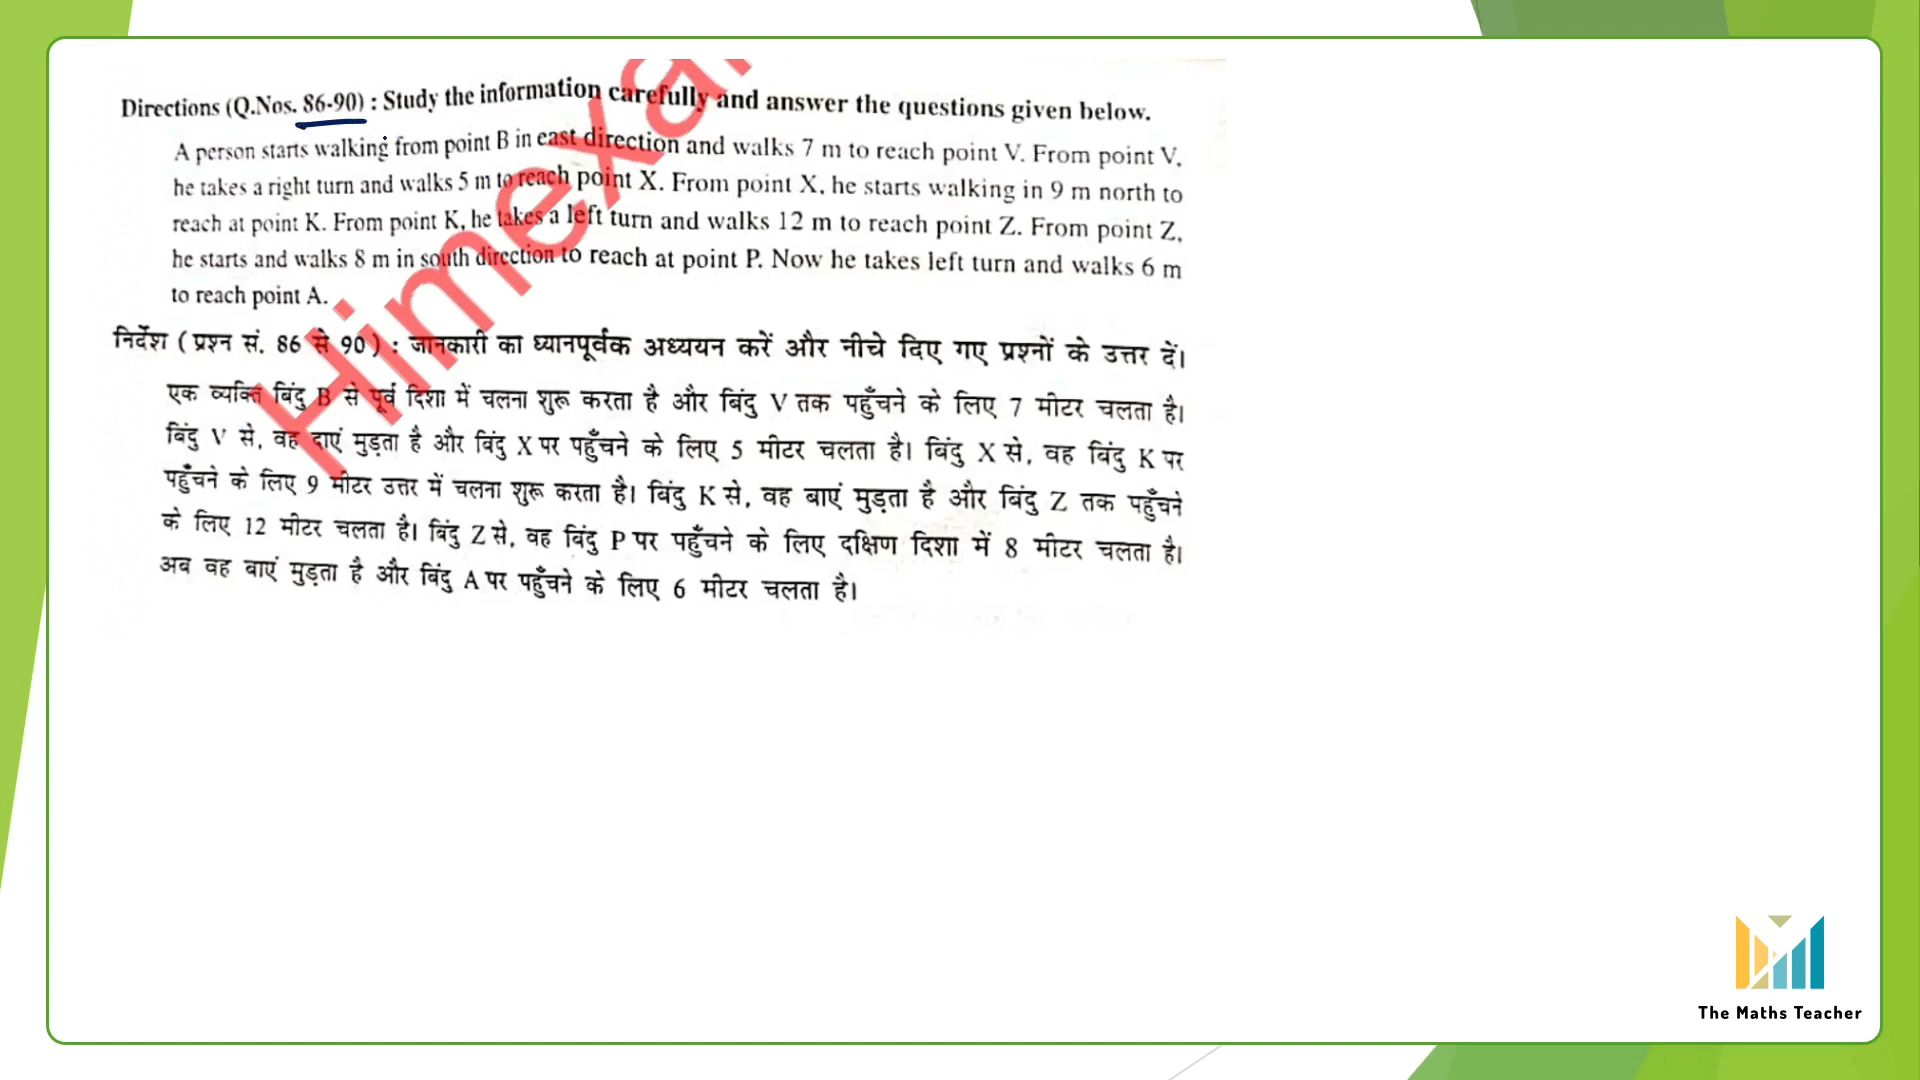 Directions (Q.Nos. 86-90) : Study the information carefully and answer the questions given below.
A person starts walking from point B in east direction and walks 7 m to reach point V. From point V,
he takes a right turn and walks 5 m to reach point X. From point X, he starts walking in 9 m north to
reach at point K. From point K, he takes a left turn and walks 12 m to reach point Z. From point Z,
he starts and walks 8 m in south direction to reach at point P. Now he takes left turn and walks 6 m
to reach point A.
निर्देश ( प्रश्न सं. 86 से 90 ) : जानकारी का ध्यानपूर्वक अध्ययन करें और नीचे दिए गए प्रश्नों के उत्तर दें।
एक व्यक्ति बिंदु B से पूर्व दिशा में चलना शुरू करता है और बिंदु V तक पहुँचने के लिए 7 मीटर चलता है।
बिंदु V से, वह दाएं मुड़ता है और बिंदु X पर पहुँचने के लिए 5 मीटर चलता है। बिंदु X से, वह बिंदु K पर
पहुँचने के लिए 9 मीटर उत्तर में चलना शुरू करता है। बिंदु K से, वह बाएं मुड़ता है और बिंदु Z तक पहुँचने
के लिए 12 मीटर चलता है। बिंदु Z से, वह बिंदु P पर पहुँचने के लिए दक्षिण दिशा में 8 मीटर चलता है।
अब वह बाएं मुड़ता है और बिंदु A पर पहुँचने के लिए 6 मीटर चलता है।
Himexa
The Maths Teacher